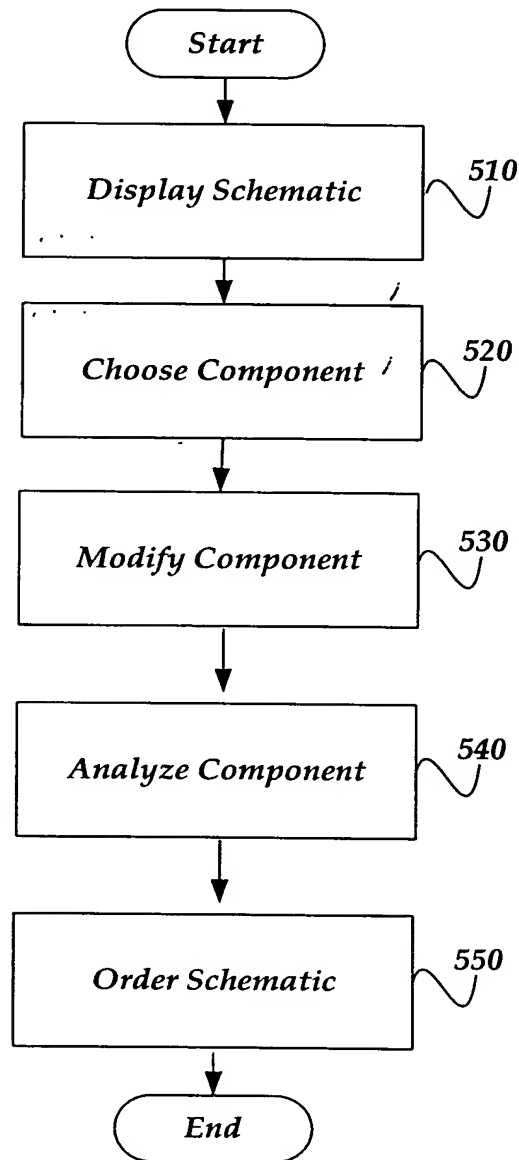 Start
Display Schematic
510
Choose Component
520
Modify Component
530
Analyze Component
540
Order Schematic
550
End